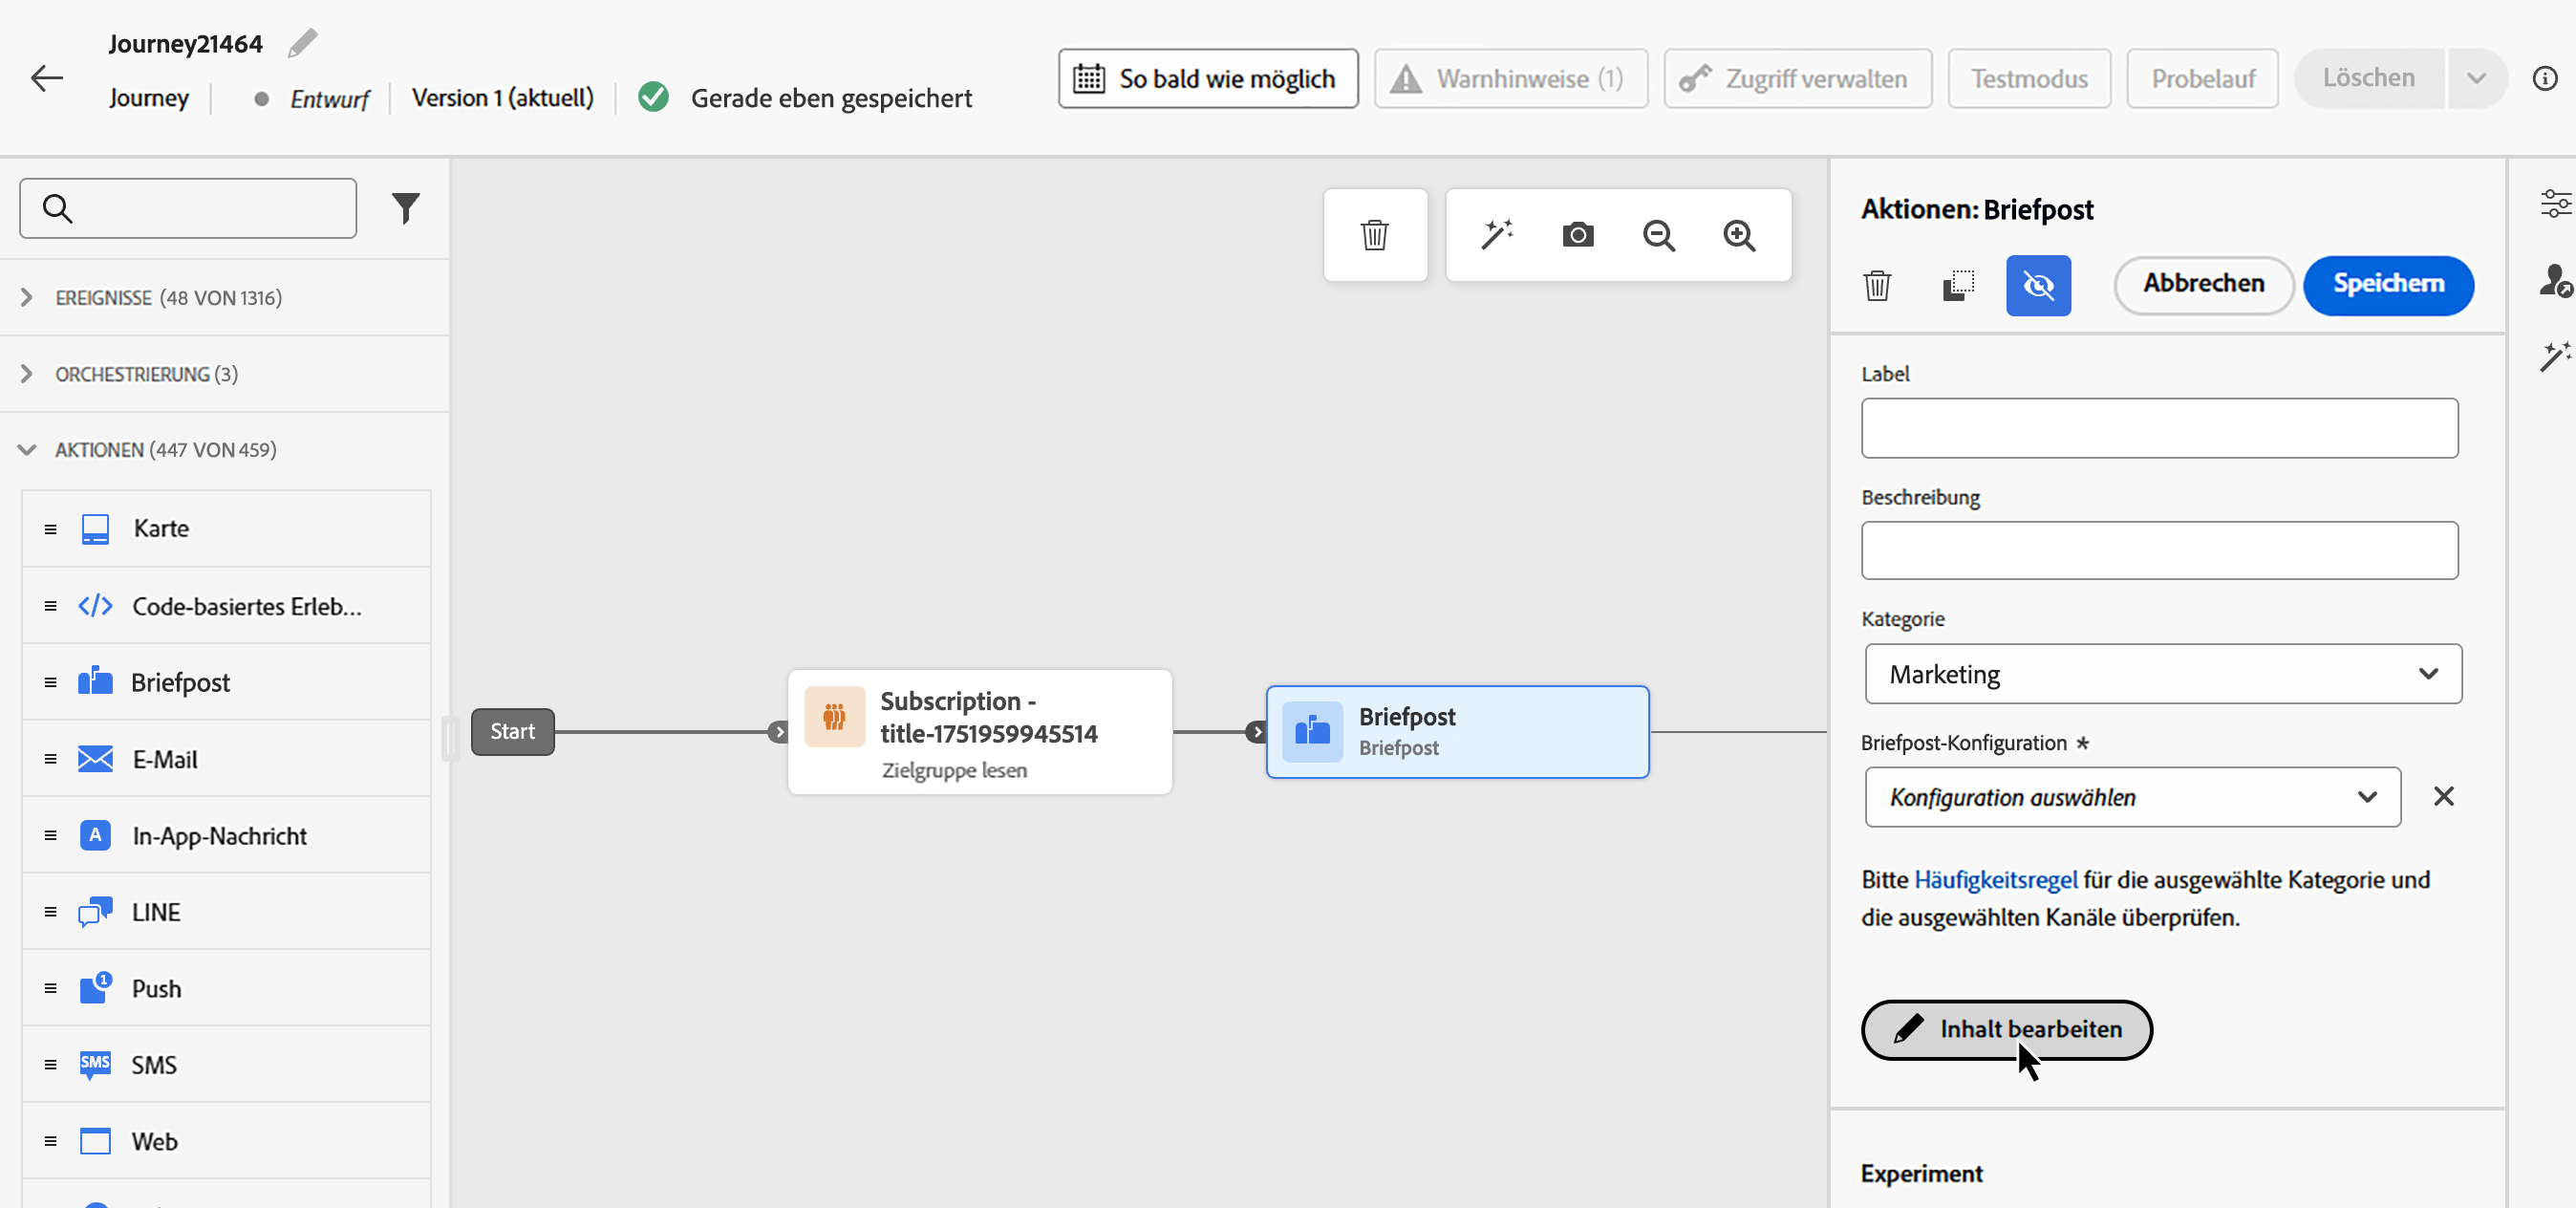 Journey21464
Journey
Entwurf
Version 1 (aktuell)
Gerade eben gespeichert
So bald wie möglich
Warnhinweise (1)
Zugriff verwalten
Testmodus
Probelauf
Löschen
EREIGNISSE (48 VON 1316)
ORCHESTRIERUNG (3)
AKTIONEN (447 VON 459)
Karte
Code-basiertes Erleb...
Briefpost
E-Mail
A
In-App-Nachricht
LINE
1
Push
SMS
SMS
Web
Start
Subscription -
title-1751959945514
Zielgruppe lesen
Briefpost
Briefpost
Aktionen: Briefpost
Abbrechen
Speichern
Label
Beschreibung
Kategorie
Marketing
Briefpost-Konfiguration *
Konfiguration auswählen
Bitte Häufigkeitsregel für die ausgewählte Kategorie und
die ausgewählten Kanäle überprüfen.
Inhalt bearbeiten
Experiment